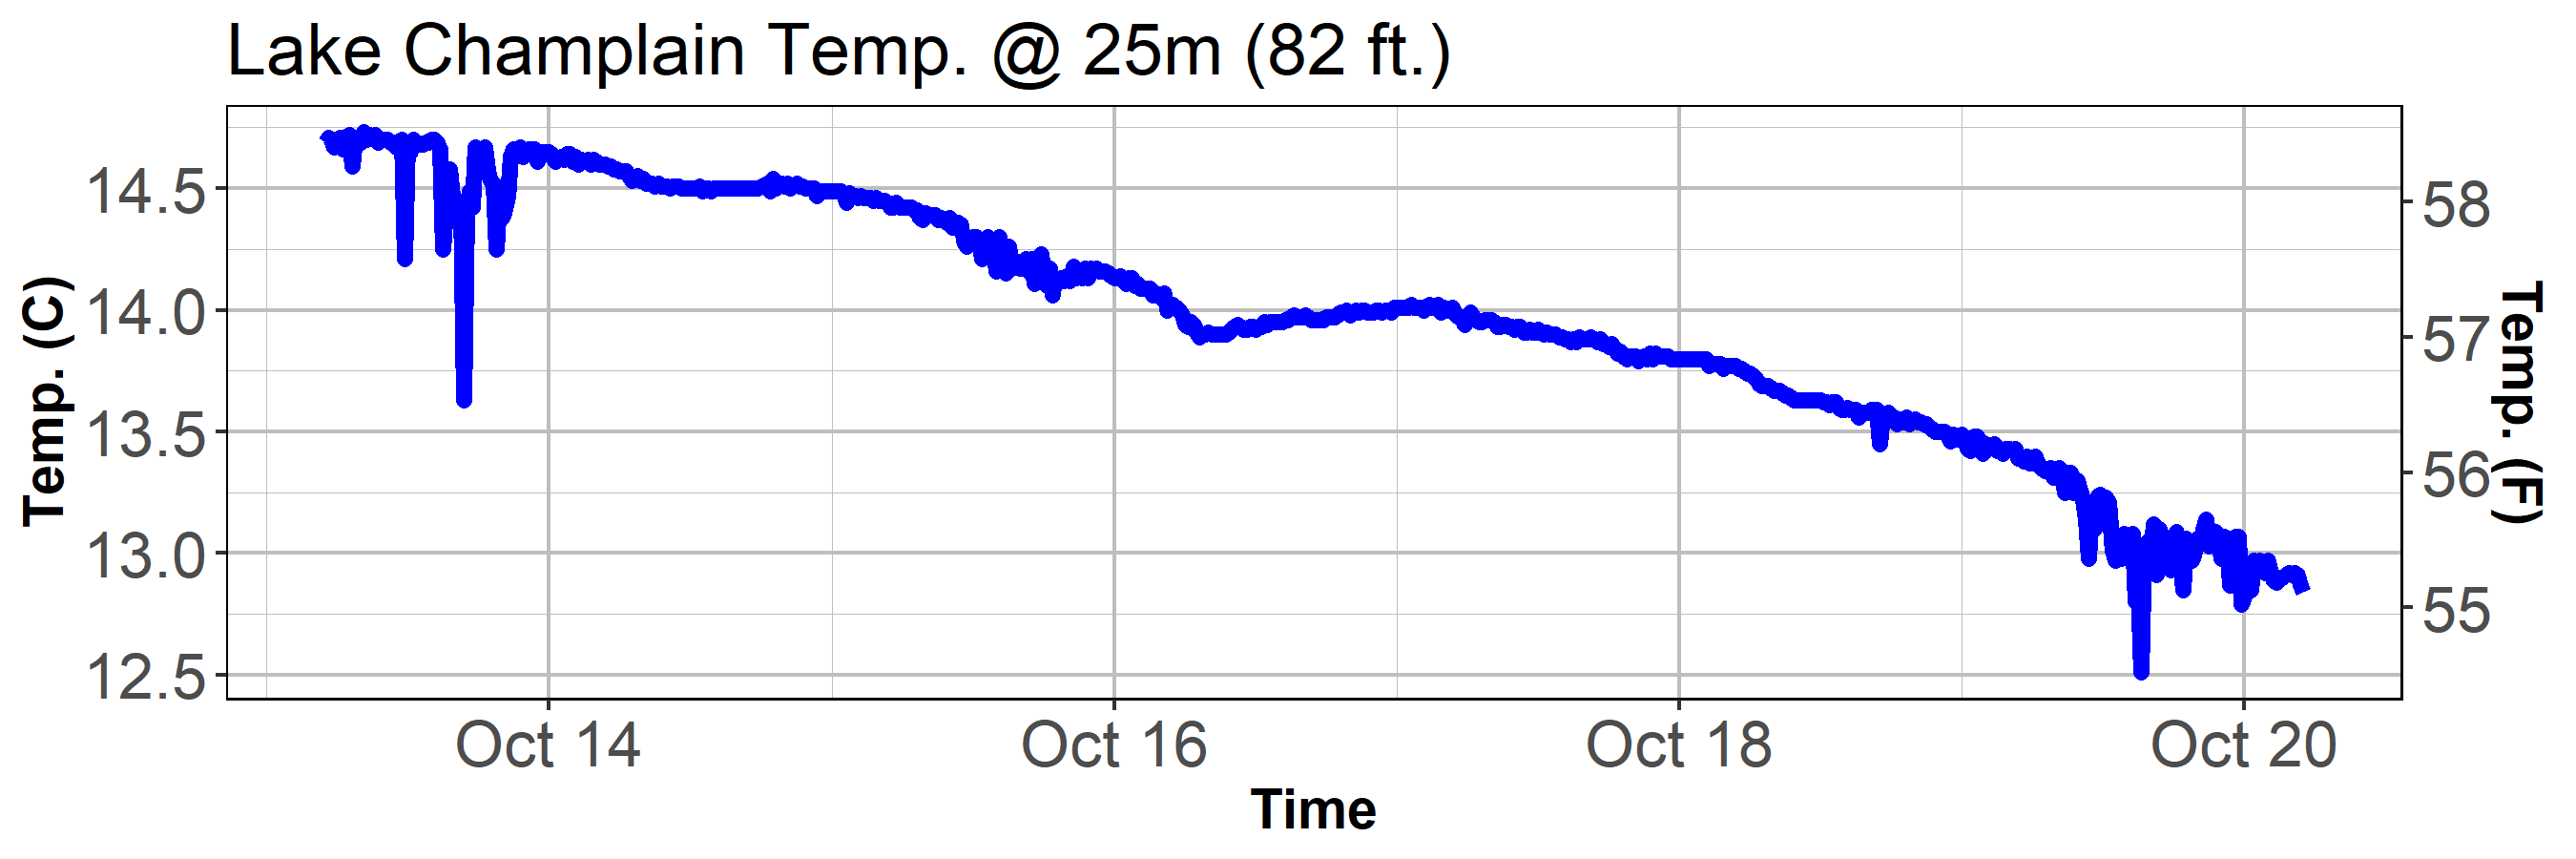 Lake Champlain Temp. @ 25m (82 ft.)
Temp. (C)
14.5
14.0
13.5
13.0
12.5
58
57
56
55
Temp. (F)
Oct 14 Oct 16 Oct 18 Oct 20
Time